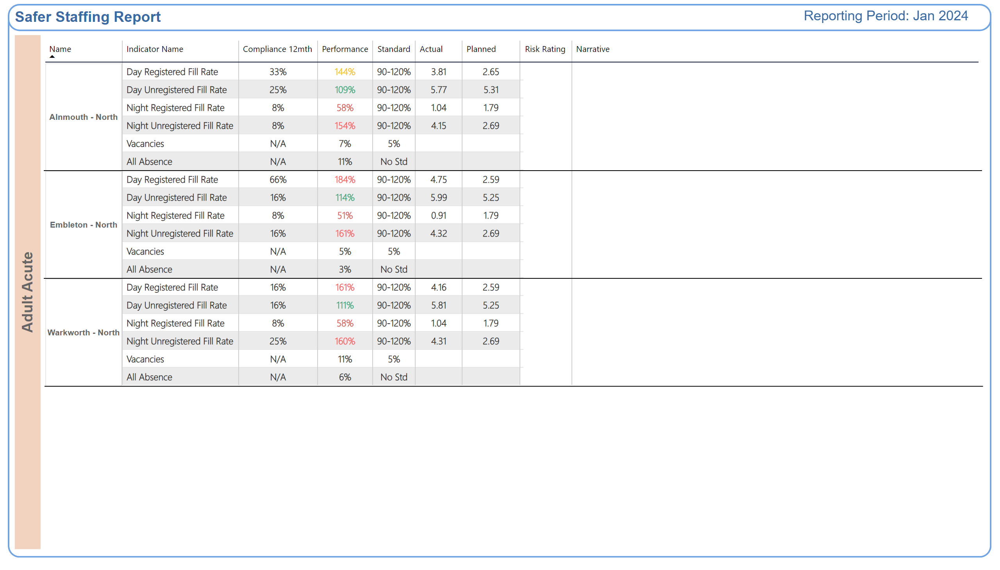 Safer Staffing Report
Reporting Period: Jan 2024
Name Indicator Name Compliance 12mth Performance Standard Actual Planned Risk Rating Narrative
Adult Acute
Alnmouth - North
Day Registered Fill Rate 33% 144% 90-120% 3.81 2.65
Day Unregistered Fill Rate 25% 109% 90-120% 5.77 5.31
Night Registered Fill Rate 8% 58% 90-120% 1.04 1.79
Night Unregistered Fill Rate 8% 154% 90-120% 4.15 2.69
Vacancies N/A 7% 5%
All Absence N/A 11% No Std
Embleton - North
Day Registered Fill Rate 66% 184% 90-120% 4.75 2.59
Day Unregistered Fill Rate 16% 114% 90-120% 5.99 5.25
Night Registered Fill Rate 8% 51% 90-120% 0.91 1.79
Night Unregistered Fill Rate 16% 161% 90-120% 4.32 2.69
Vacancies N/A 5% 5%
All Absence N/A 3% No Std
Warkworth - North
Day Registered Fill Rate 16% 161% 90-120% 4.16 2.59
Day Unregistered Fill Rate 16% 111% 90-120% 5.81 5.25
Night Registered Fill Rate 8% 58% 90-120% 1.04 1.79
Night Unregistered Fill Rate 25% 160% 90-120% 4.31 2.69
Vacancies N/A 11% 5%
All Absence N/A 6% No Std